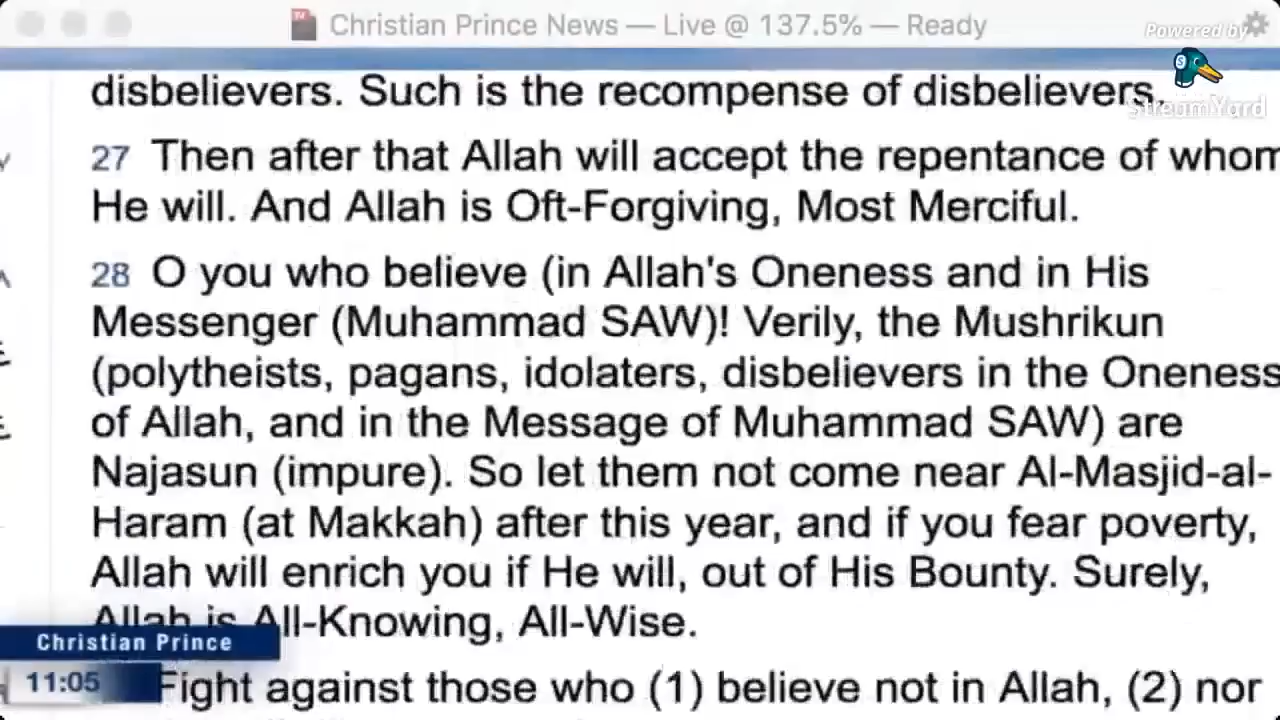 Christian Prince News — Live @ 137.5% — Ready
Powered by
StreamYard
disbelievers. Such is the recompense of disbelievers.
27 Then after that Allah will accept the repentance of whom
He will. And Allah is Oft-Forgiving, Most Merciful.
28 O you who believe (in Allah's Oneness and in His
Messenger (Muhammad SAW)! Verily, the Mushrikun
(polytheists, pagans, idolaters, disbelievers in the Oneness
of Allah, and in the Message of Muhammad SAW) are
Najasun (impure). So let them not come near Al-Masjid-al-
Haram (at Makkah) after this year, and if you fear poverty,
Allah will enrich you if He will, out of His Bounty. Surely,
Allah is All-Knowing, All-Wise.
Christian Prince
11:05
Fight against those who (1) believe not in Allah, (2) nor